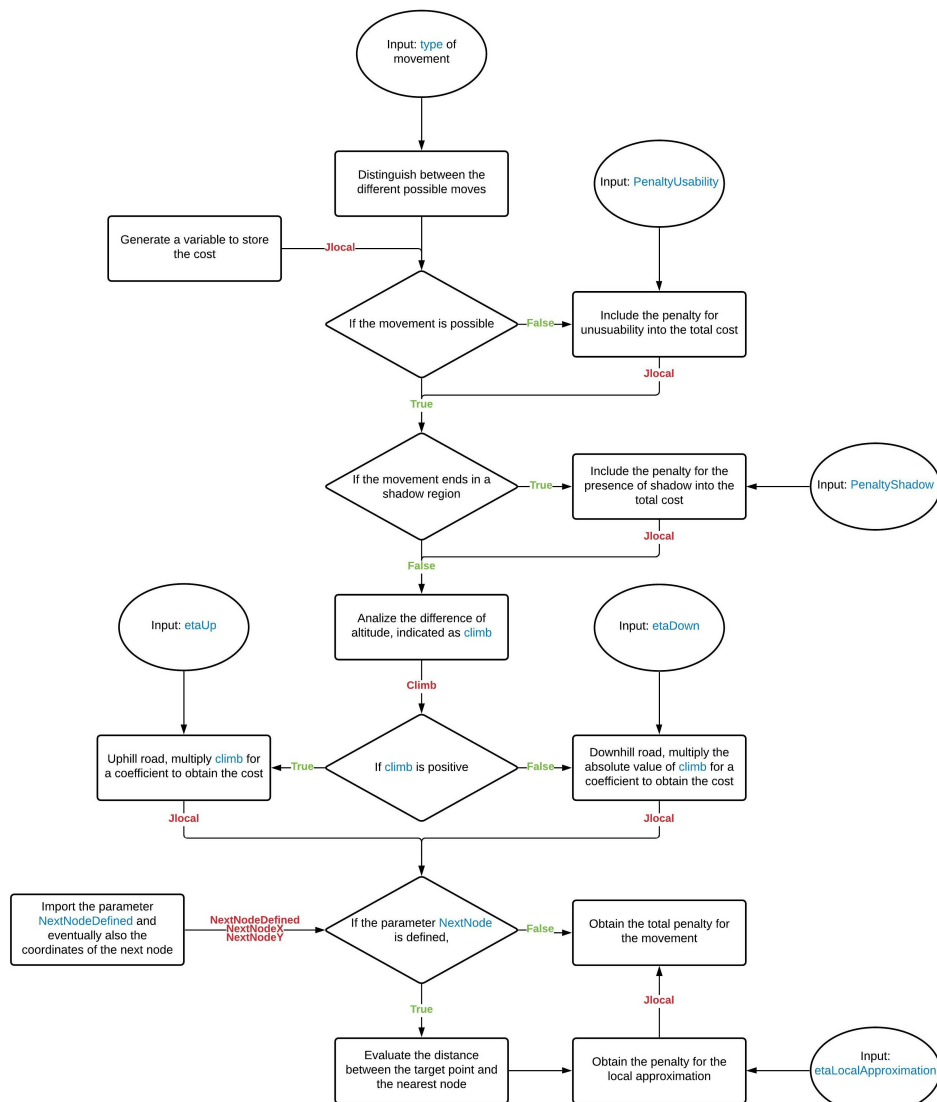 Input: type of
movement
Distinguish between the
different possible moves
Input: PenaltyUsability
Generate a variable to store
the cost
Jlocal
If the movement is possible
False
Include the penalty for
unusuability into the total cost
Jlocal
True
If the movement ends in a
shadow region
True
Include the penalty for the
presence of shadow into the
total cost
Input: PenaltyShadow
Jlocal
False
Input: etaUp
Analize the difference of
altitude, indicated as climb
Input: etaDown
Climb
Uphill road, multiply climb for
a coefficient to obtain the cost
True
If climb is positive
False
Downhill road, multiply the
absolute value of climb for a
coefficient to obtain the cost
Jlocal
Jlocal
Import the parameter
NextNodeDefined and
eventually also the
coordinates of the next node
NextNodeDefined
NextNodeX
NextNodeY
If the parameter NextNode
is defined,
False
Obtain the total penalty for
the movement
True
Jlocal
Evaluate the distance
between the target point and
the nearest node
Obtain the penalty for the
local approximation
Input:
etaLocalApproximation